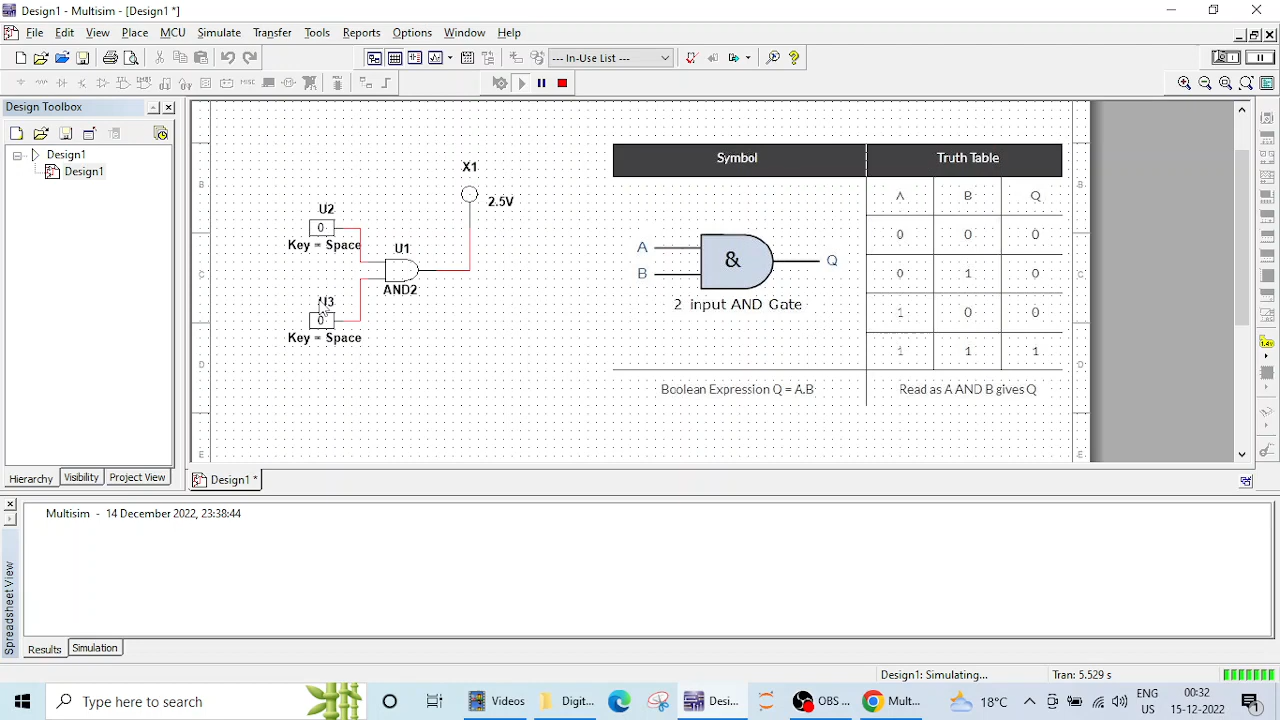 Design1 - Multisim - [Design1 *]
File Edit View Place MCU Simulate Transfer Tools Reports Options Window Help
--- In-Use List ---
Design Toolbox
Design1
Design1
Hierarchy Visibility Project View
X1
2.5V
U2
0
Key = Space
U1
AND2
U3
0
Key = Space
Symbol Truth Table
A B Q
0 0 0
0 1 0
1 0 0
1 1 1
A
B
&
Q
2 input AND Gate
Boolean Expression Q = A.B Read as A AND B gives Q
B
C
D
E
B
C
D
E
Design1 *
Multisim - 14 December 2022, 23:38:44
Spreadsheet View
Results Simulation
Design1: Simulating... Tran: 5.529 s
Type here to search
Videos
Digit...
Desi...
OBS ...
Mult...
18°C
ENG
US
00:32
15-12-2022
1